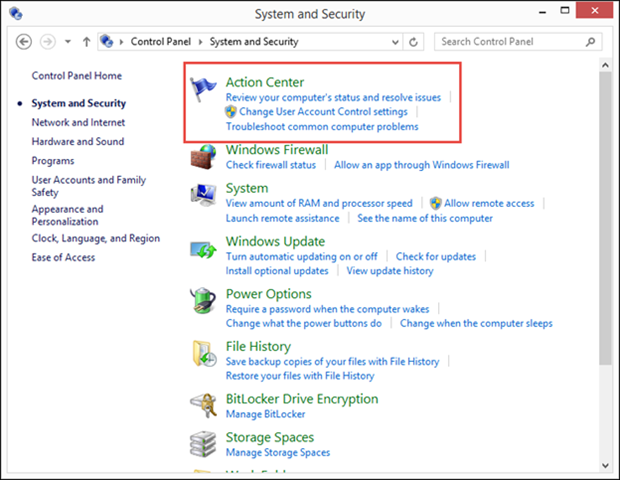 System and Security
Control Panel
System and Security
Search Control Panel
Control Panel Home
System and Security
Network and Internet
Hardware and Sound
Programs
User Accounts and Family
Safety
Appearance and
Personalization
Clock, Language, and Region
Ease of Access
Action Center
Review your computer's status and resolve issues
Change User Account Control settings
Troubleshoot common computer problems
Windows Firewall
Check firewall status
Allow an app through Windows Firewall
System
View amount of RAM and processor speed
Allow remote access
Launch remote assistance
See the name of this computer
Windows Update
Turn automatic updating on or off
Check for updates
Install optional updates
View update history
Power Options
Require a password when the computer wakes
Change what the power buttons do
Change when the computer sleeps
File History
Save backup copies of your files with File History
Restore your files with File History
BitLocker Drive Encryption
Manage BitLocker
Storage Spaces
Manage Storage Spaces